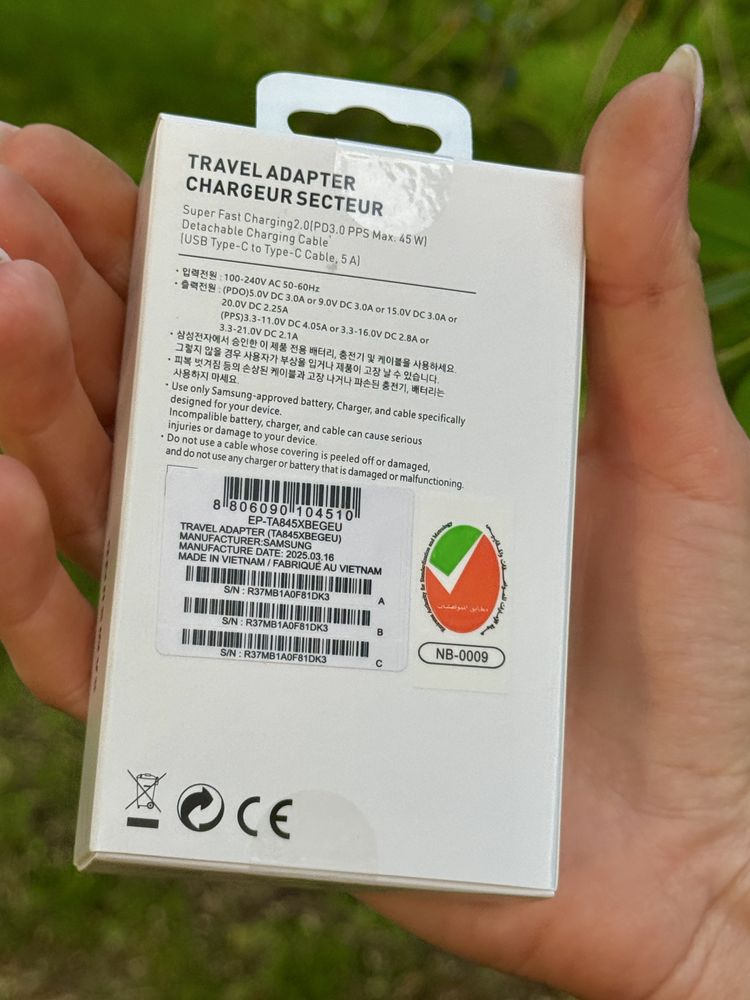 TRAVEL ADAPTER
CHARGEUR SECTEUR
Super Fast Charging2.0(PD3.0 PPS Max. 45 W)
Detachable Charging Cable
(USB Type-C to Type-C Cable, 5 A)
• 입력전원 : 100-240V AC 50-60Hz
• 출력전원 : (PDO)5.0V DC 3.0A or 9.0V DC 3.0A or 15.0V DC 3.0A or
20.0V DC 2.25A
(PPS)3.3-11.0V DC 4.05A or 3.3-16.0V DC 2.8A or
3.3-21.0V DC 2.1A
• 삼성전자에서 승인한 이 제품 전용 배터리, 충전기 및 케이블을 사용하세요.
그렇지 않을 경우 사용자가 부상을 입거나 제품이 고장 날 수 있습니다.
• 피복 벗겨짐 등의 손상된 케이블과 고장 나거나 파손된 충전기, 배터리는
사용하지 마세요.
• Use only Samsung-approved battery, Charger, and cable specifically
designed for your device.
Incompalible battery, charger, and cable can cause serious
injuries or damage to your device.
• Do not use a cable whose covering is peeled off or damaged,
and do not use any charger or battery that is damaged or malfunctioning.
8 806090 104510
EP-TA845XBEGEU
TRAVEL ADAPTER (TA845XBEGEU)
MANUFACTURER:SAMSUNG
MANUFACTURE DATE: 2025.03.16
MADE IN VIETNAM / FABRIQUÉ AU VIETNAM
S/N : R37MB1A0F81DK3
A
S/N : R37MB1A0F81DK3
B
S/N : R37MB1A0F81DK3
C
مطابق للمواصفات
NB-0009
CE